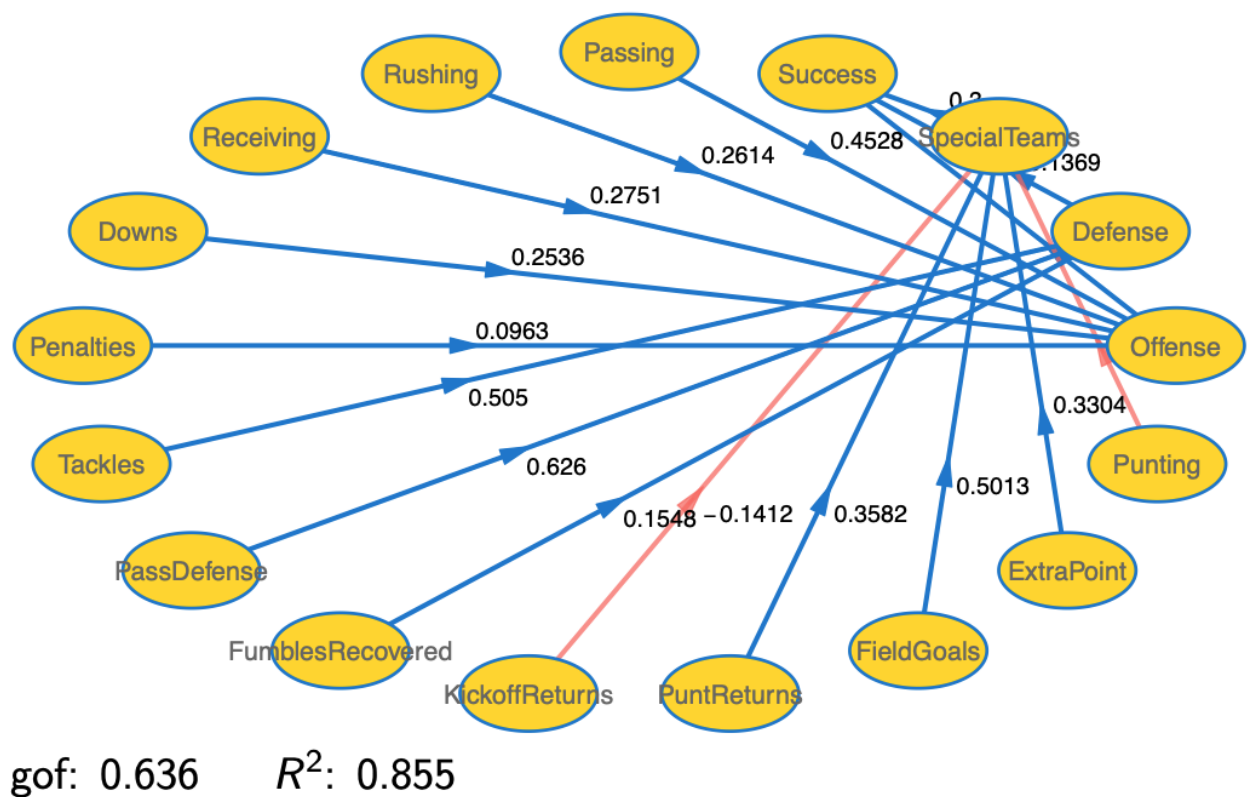 Passing
Rushing
Success
0.3
SpecialTeams
Receiving
0.4528
0.2614
.1369
0.2751
Downs
Defense
0.2536
0.0963
Penalties
Offense
0.505
0.3304
Tackles
Punting
0.626
0.5013
0.1548
−0.1412
0.3582
PassDefense
ExtraPoint
FumblesRecovered
FieldGoals
KickoffReturns
PuntReturns
gof: 0.636 R²: 0.855